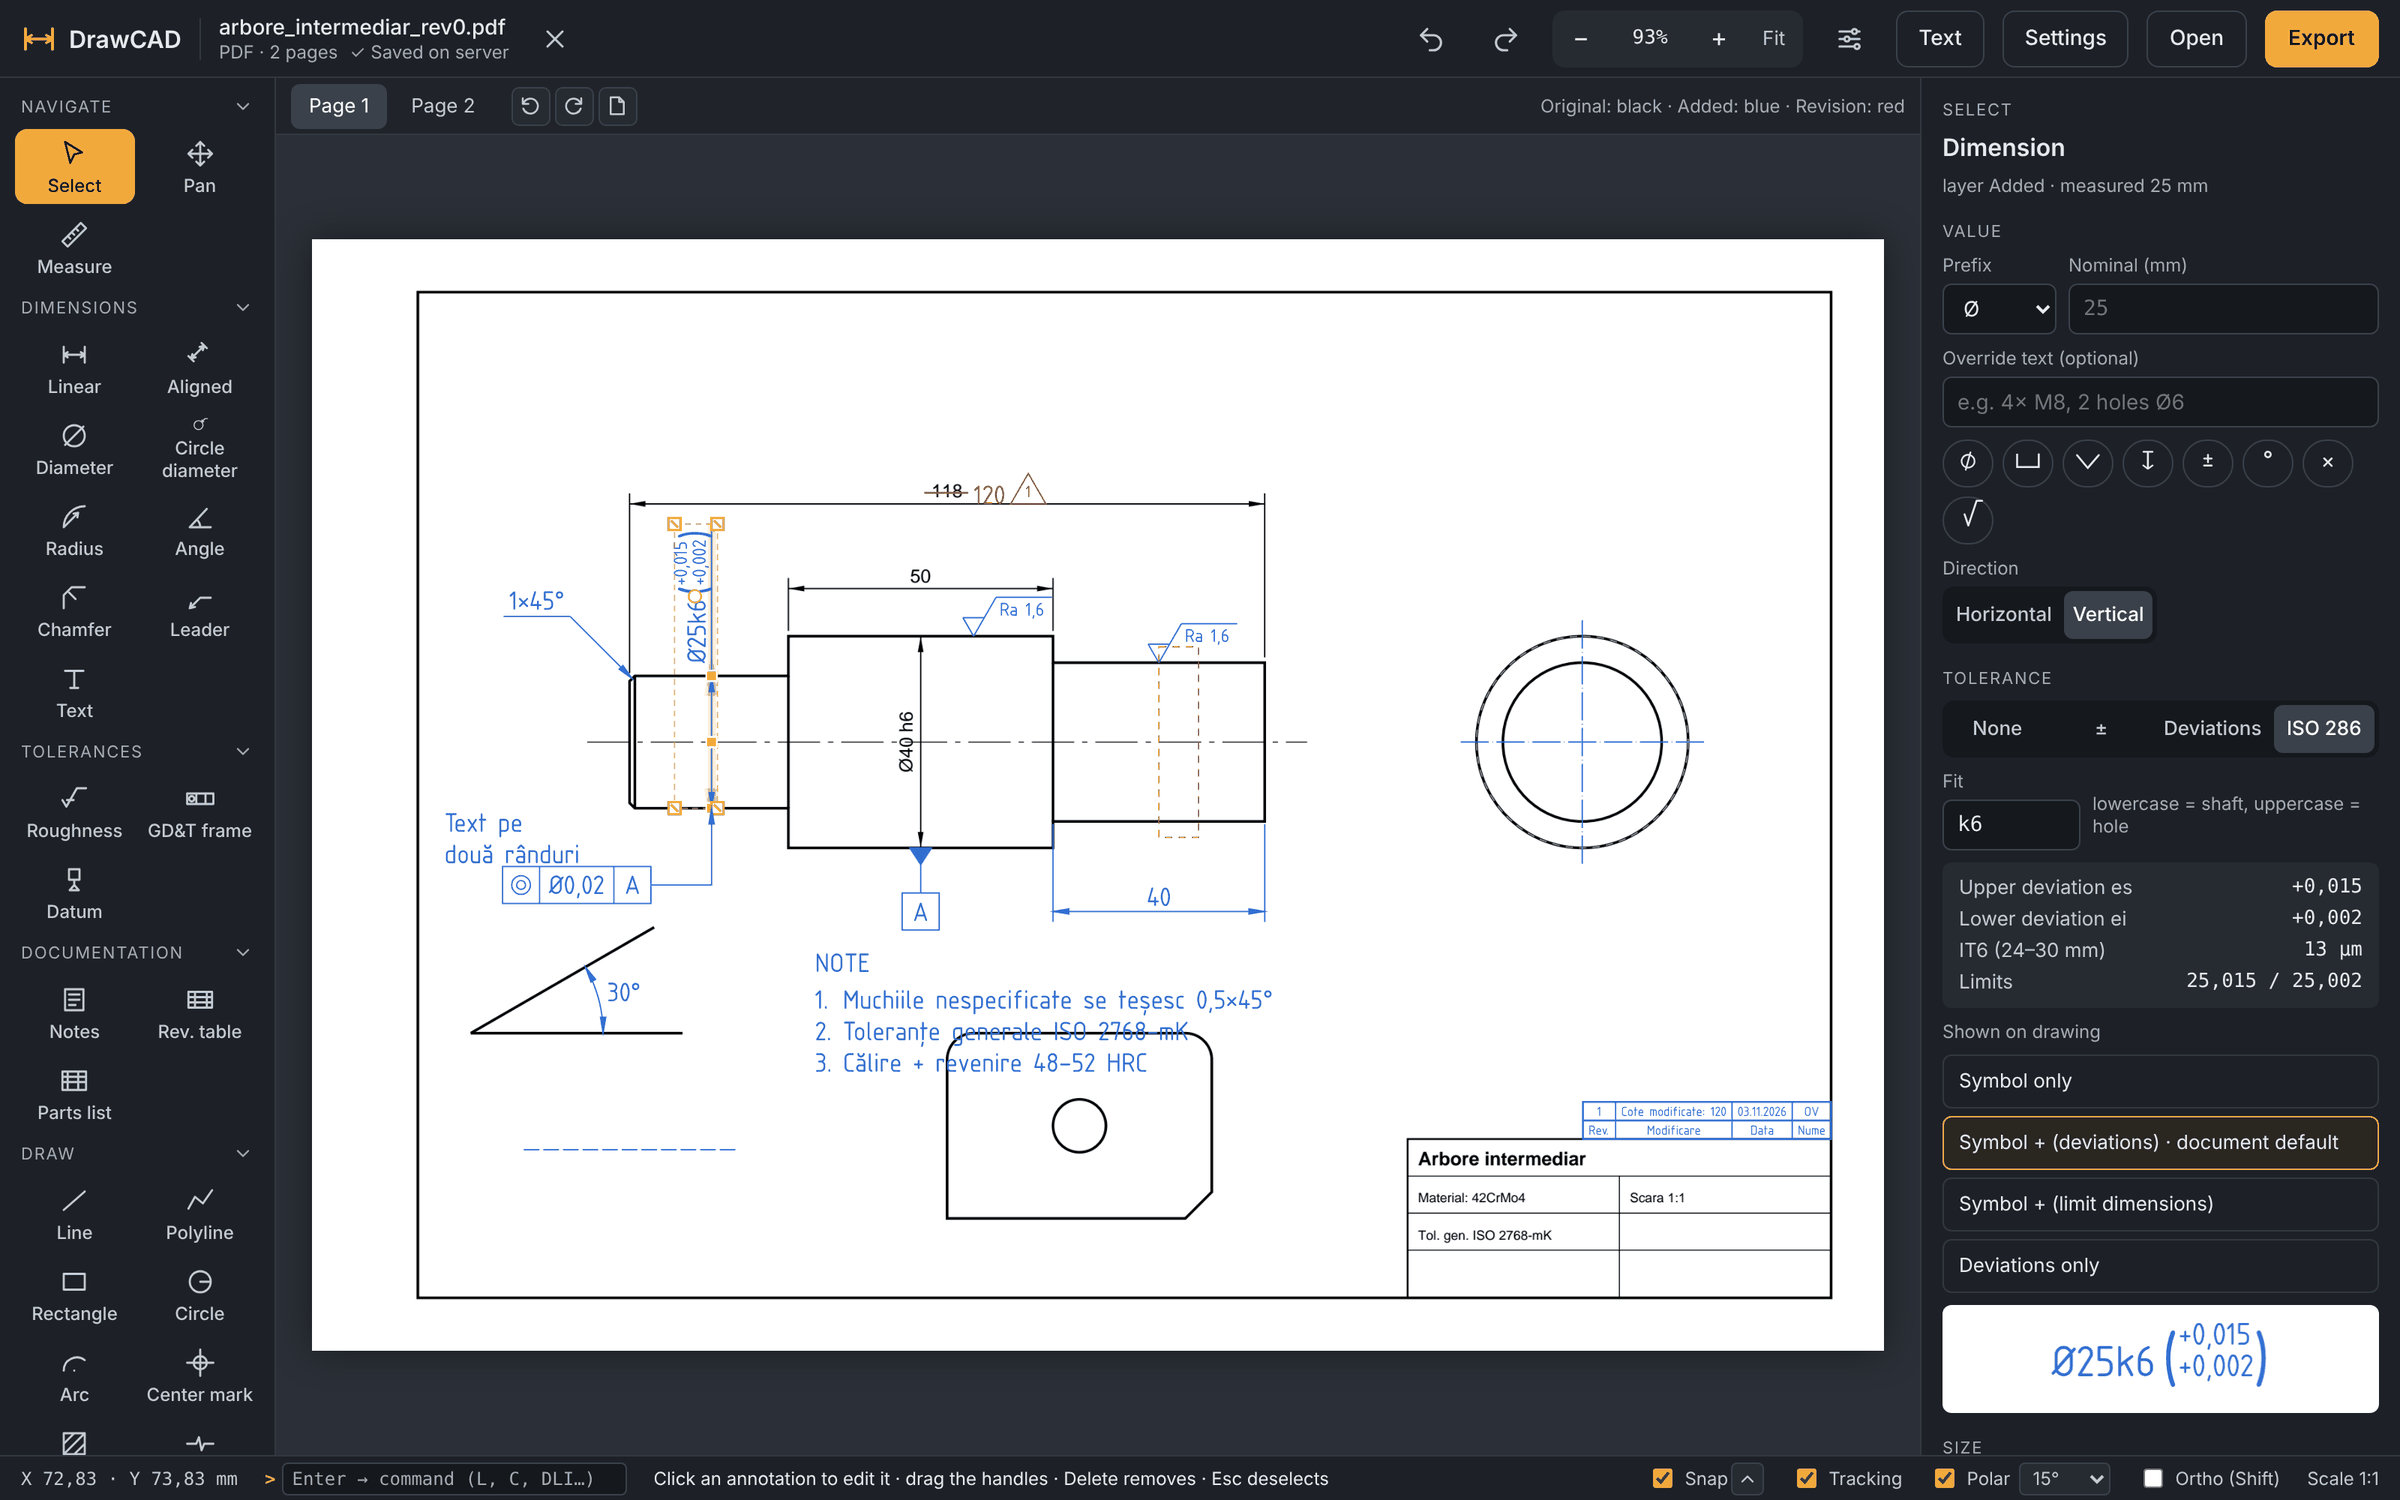 DrawCAD
arbore_intermediar_rev0.pdf
PDF · 2 pages ✓ Saved on server
− 93% + Fit
Text
Settings
Open
Export
NAVIGATE
Select
Pan
Measure
DIMENSIONS
Linear
Aligned
Diameter
Circle
diameter
Radius
Angle
Chamfer
Leader
Text
TOLERANCES
Roughness
GD&T frame
Datum
DOCUMENTATION
Notes
Rev. table
Parts list
DRAW
Line
Polyline
Rectangle
Circle
Arc
Center mark
Page 1
Page 2
Original: black · Added: blue · Revision: red
118 120 1
50
1×45°
Ø25k6 (+0,015 +0,002)
Ra 1,6
Ra 1,6
Ø40 h6
Text pe
două rânduri
Ø0,02 A
A
40
30°
NOTE
1. Muchiile nespecificate se teșesc 0,5×45°
2. Toleranțe generale ISO 2768-mK
3. Călire + revenire 48-52 HRC
1 Cote modificate: 120 03.11.2026 OV
Rev. Modificare Data Nume
Arbore intermediar
Material: 42CrMo4
Scara 1:1
Tol. gen. ISO 2768-mK
SELECT
Dimension
layer Added · measured 25 mm
VALUE
Prefix
Nominal (mm)
Ø
25
Override text (optional)
e.g. 4× M8, 2 holes Ø6
± ° ×
Direction
Horizontal
Vertical
TOLERANCE
None
±
Deviations
ISO 286
Fit
k6
lowercase = shaft, uppercase =
hole
Upper deviation es +0,015
Lower deviation ei +0,002
IT6 (24–30 mm) 13 µm
Limits 25,015 / 25,002
Shown on drawing
Symbol only
Symbol + (deviations) · document default
Symbol + (limit dimensions)
Deviations only
Ø25k6 (+0,015 +0,002)
SIZE
X 72,83 · Y 73,83 mm
> Enter → command (L, C, DLI…)
Click an annotation to edit it · drag the handles · Delete removes · Esc deselects
Snap
Tracking
Polar
15°
Ortho (Shift)
Scale 1:1